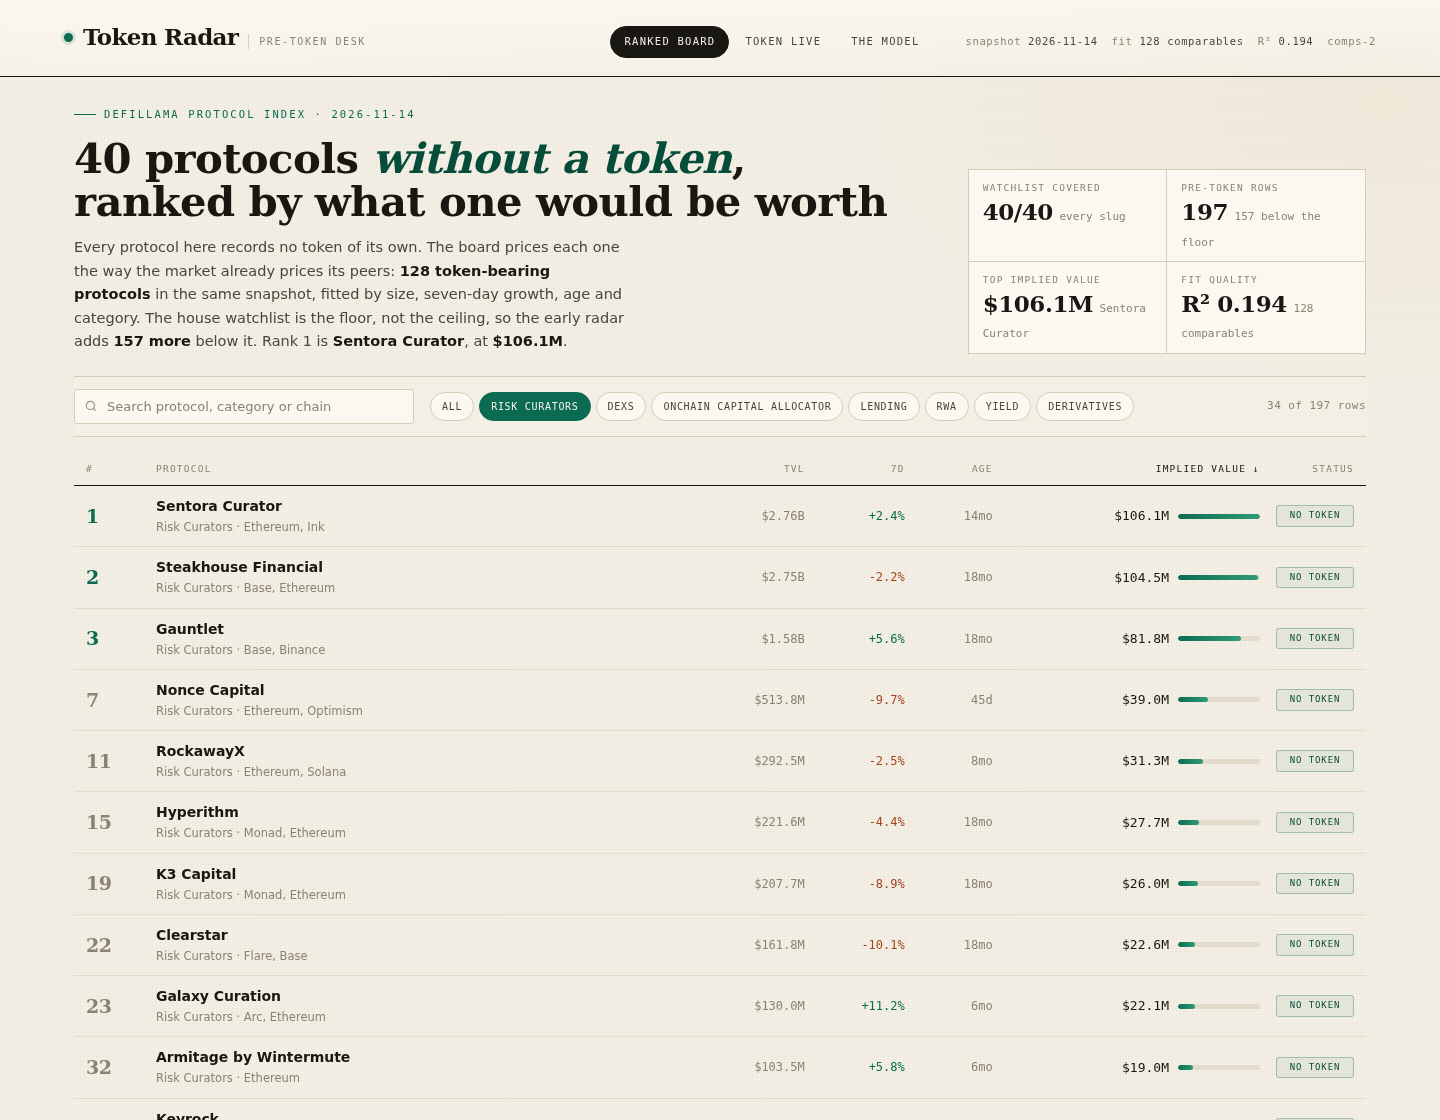 Token Radar PRE-TOKEN DESK
RANKED BOARD TOKEN LIVE THE MODEL
snapshot 2026-11-14 fit 128 comparables R² 0.194 comps-2
DEFILLAMA PROTOCOL INDEX · 2026-11-14
40 protocols without a token,
ranked by what one would be worth
Every protocol here records no token of its own. The board prices each one
the way the market already prices its peers: 128 token-bearing
protocols in the same snapshot, fitted by size, seven-day growth, age and
category. The house watchlist is the floor, not the ceiling, so the early radar
adds 157 more below it. Rank 1 is Sentora Curator, at $106.1M.
WATCHLIST COVERED
40/40 every slug
PRE-TOKEN ROWS
197 157 below the
floor
TOP IMPLIED VALUE
$106.1M Sentora
Curator
FIT QUALITY
R² 0.194 128
comparables
Search protocol, category or chain
ALL RISK CURATORS DEXS ONCHAIN CAPITAL ALLOCATOR LENDING RWA YIELD DERIVATIVES
34 of 197 rows
# PROTOCOL TVL 7D AGE IMPLIED VALUE ↓ STATUS
1 Sentora Curator $2.76B +2.4% 14mo $106.1M NO TOKEN
Risk Curators · Ethereum, Ink
2 Steakhouse Financial $2.75B -2.2% 18mo $104.5M NO TOKEN
Risk Curators · Base, Ethereum
3 Gauntlet $1.58B +5.6% 18mo $81.8M NO TOKEN
Risk Curators · Base, Binance
7 Nonce Capital $513.8M -9.7% 45d $39.0M NO TOKEN
Risk Curators · Ethereum, Optimism
11 RockawayX $292.5M -2.5% 8mo $31.3M NO TOKEN
Risk Curators · Ethereum, Solana
15 Hyperithm $221.6M -4.4% 18mo $27.7M NO TOKEN
Risk Curators · Monad, Ethereum
19 K3 Capital $207.7M -8.9% 18mo $26.0M NO TOKEN
Risk Curators · Monad, Ethereum
22 Clearstar $161.8M -10.1% 18mo $22.6M NO TOKEN
Risk Curators · Flare, Base
23 Galaxy Curation $130.0M +11.2% 6mo $22.1M NO TOKEN
Risk Curators · Arc, Ethereum
32 Armitage by Wintermute $103.5M +5.8% 6mo $19.0M NO TOKEN
Risk Curators · Ethereum
Keyrock